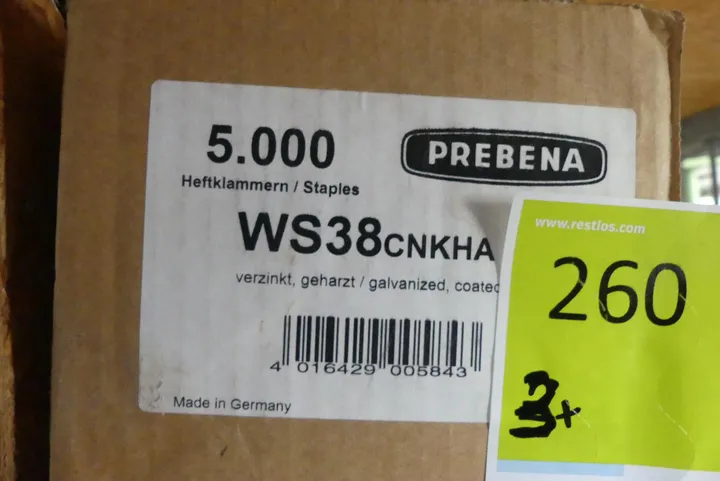 5.000
PREBENA
Heftklammern / Staples
WS38CNKHA
verzinkt, geharzt / galvanized, coated
4 016429 005843
Made in Germany
www.restlos.com
260
3x